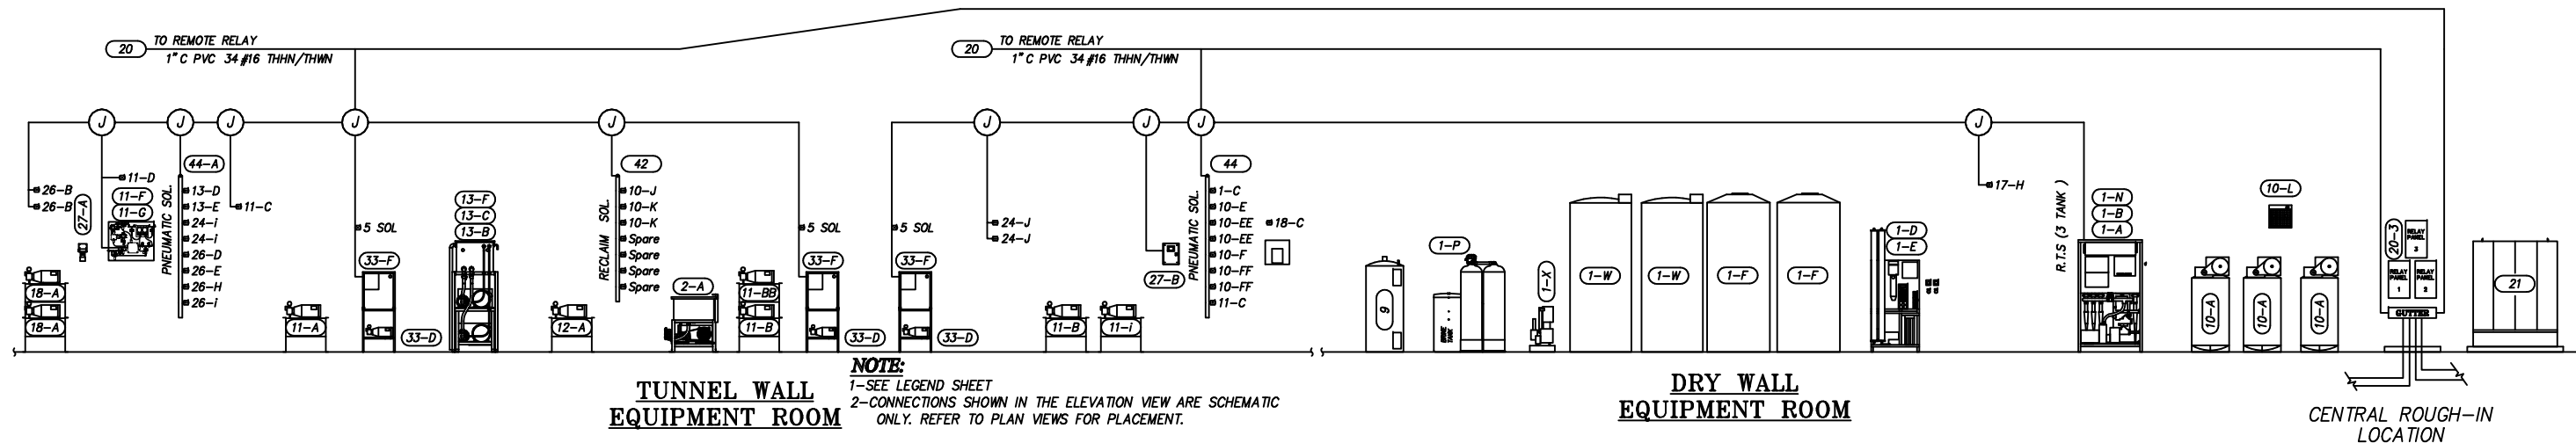 20
TO REMOTE RELAY
1" C PVC 34 #16 THHN/THWN
20
TO REMOTE RELAY
1" C PVC 34 #16 THHN/THWN
J
J
J
J
J
J
J
J
J
26-B
26-B
27-A
11-D
11-F
11-G
PNEUMATIC SOL.
44-A
13-D
13-E
24-i
24-i
26-D
26-E
26-H
26-i
11-C
18-A
18-A
11-A
5 SOL
33-F
33-D
13-F
13-C
13-B
12-A
RECLAIM SOL.
42
10-J
10-K
10-K
Spare
Spare
Spare
Spare
2-A
11-BB
11-B
5 SOL
33-F
33-D
5 SOL
33-F
33-D
24-J
24-J
11-B
11-i
27-B
PNEUMATIC SOL.
44
1-C
10-E
10-EE
10-EE
10-F
10-FF
10-FF
11-C
18-C
9
1-P
BRINE TANK
1-X
1-W
1-W
1-F
1-F
1-D
1-E
17-H
R.T.S (3 TANK )
1-N
1-B
1-A
10-L
10-A
10-A
10-A
20-3
RELAY PANEL 3
RELAY PANEL 1
RELAY PANEL 2
GUTTER
21
TUNNEL WALL
EQUIPMENT ROOM
NOTE:
1-SEE LEGEND SHEET
2-CONNECTIONS SHOWN IN THE ELEVATION VIEW ARE SCHEMATIC
ONLY. REFER TO PLAN VIEWS FOR PLACEMENT.
DRY WALL
EQUIPMENT ROOM
CENTRAL ROUGH-IN
LOCATION